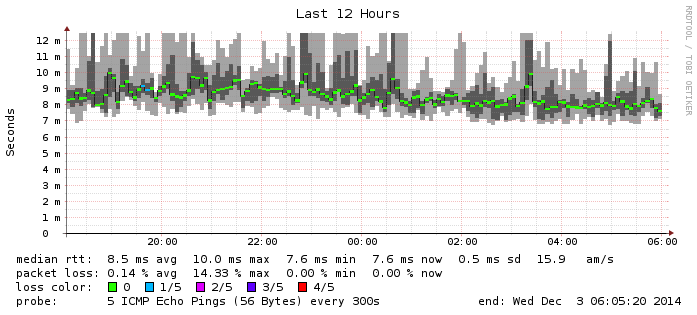 Last 12 Hours
RRDTOOL / TOBI OETIKER
Seconds
12 m
11 m
10 m
9 m
8 m
7 m
6 m
5 m
4 m
3 m
2 m
1 m
0
20:00 22:00 00:00 02:00 04:00 06:00
median rtt: 8.5 ms avg 10.0 ms max 7.6 ms min 7.6 ms now 0.5 ms sd 15.9 am/s
packet loss: 0.14 % avg 14.33 % max 0.00 % min 0.00 % now
loss color: 0 1/5 2/5 3/5 4/5
probe: 5 ICMP Echo Pings (56 Bytes) every 300s end: Wed Dec 3 06:05:20 2014